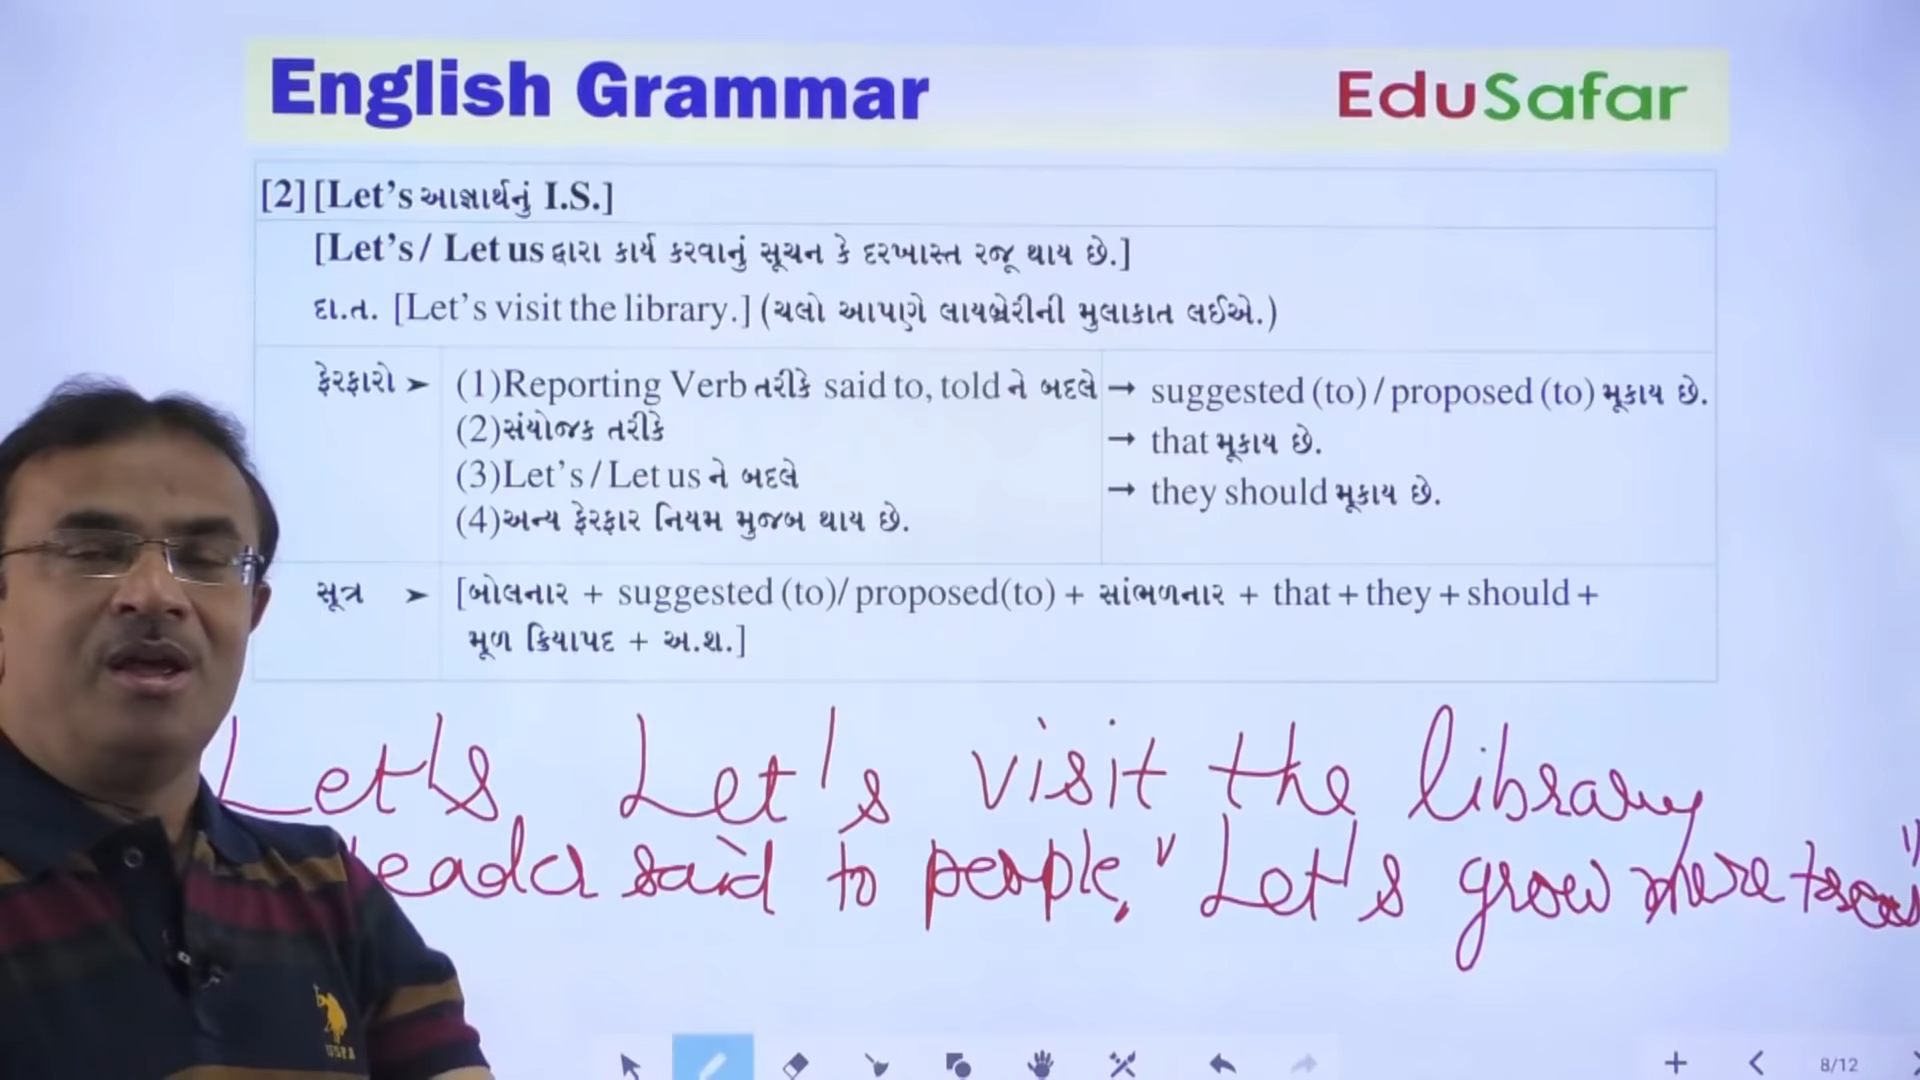 English Grammar
EduSafar
[2] [Let's આજ્ઞાર્થનું I.S.]
[Let's / Let us દ્વારા કાર્ય કરવાનું સૂચન કે દરખાસ્ત રજૂ થાય છે.]
દા.ત. [Let's visit the library.] (ચલો આપણે લાયબ્રેરીની મુલાકાત લઈએ.)
ફેરફારો ➤ (1) Reporting Verb તરીકે said to, told ને બદલે → suggested (to) / proposed (to) મૂકાય છે.
(2) સંયોજક તરીકે → that મૂકાય છે.
(3) Let's / Let us ને બદલે → they should મૂકાય છે.
(4) અન્ય ફેરફાર નિયમ મુજબ થાય છે.
સૂત્ર ➤ [બોલનાર + suggested (to)/ proposed(to) + સાંભળનાર + that + they + should +
મૂળ ક્રિયાપદ + અ.શ.]
Let's Let's visit the library
said to people, "Let's grow more
U.S.P.A
8/12